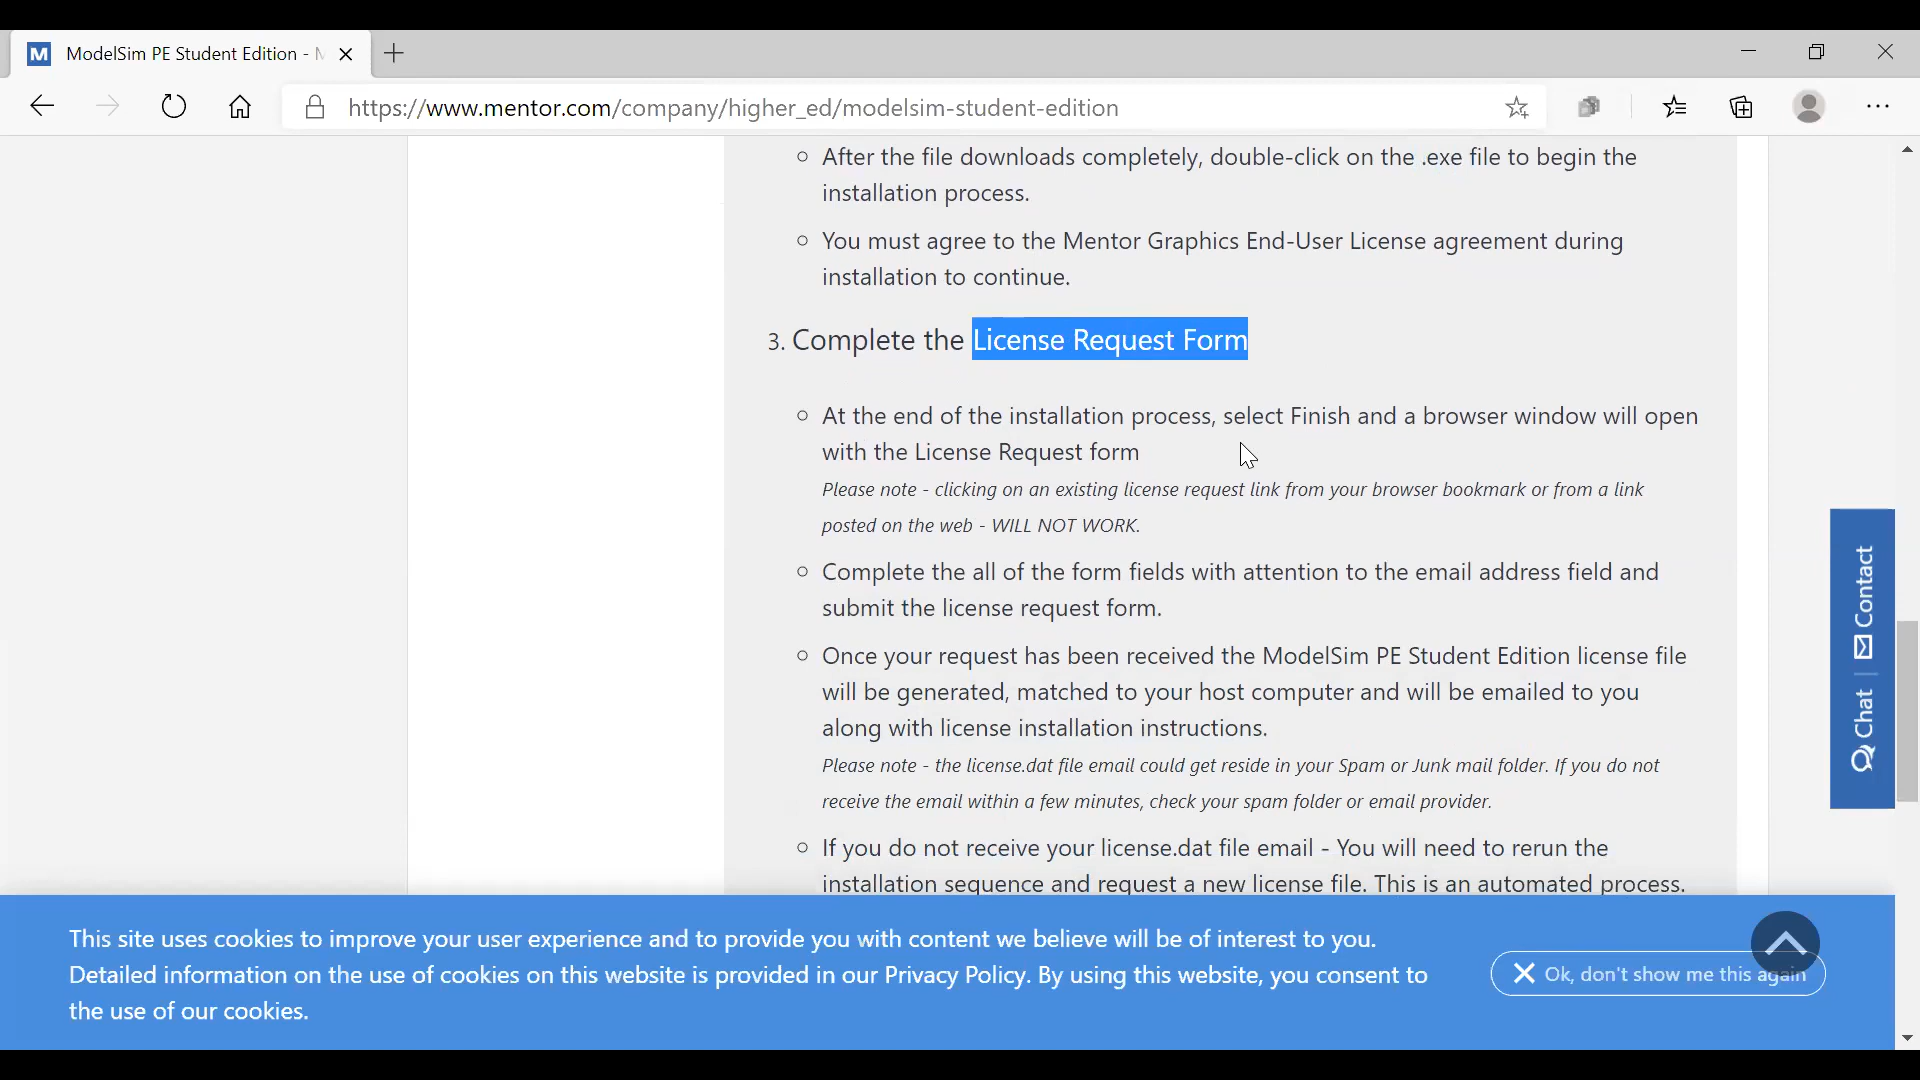 ModelSim PE Student Edition - M
https://www.mentor.com/company/higher_ed/modelsim-student-edition
After the file downloads completely, double-click on the .exe file to begin the
installation process.
You must agree to the Mentor Graphics End-User License agreement during
installation to continue.
3. Complete the License Request Form
At the end of the installation process, select Finish and a browser window will open
with the License Request form
Please note - clicking on an existing license request link from your browser bookmark or from a link
posted on the web - WILL NOT WORK.
Complete the all of the form fields with attention to the email address field and
submit the license request form.
Once your request has been received the ModelSim PE Student Edition license file
will be generated, matched to your host computer and will be emailed to you
along with license installation instructions.
Please note - the license.dat file email could get reside in your Spam or Junk mail folder. If you do not
receive the email within a few minutes, check your spam folder or email provider.
If you do not receive your license.dat file email - You will need to rerun the
installation sequence and request a new license file. This is an automated process.
Chat | Contact
This site uses cookies to improve your user experience and to provide you with content we believe will be of interest to you.
Detailed information on the use of cookies on this website is provided in our Privacy Policy. By using this website, you consent to
the use of our cookies.
Ok, don't show me this again